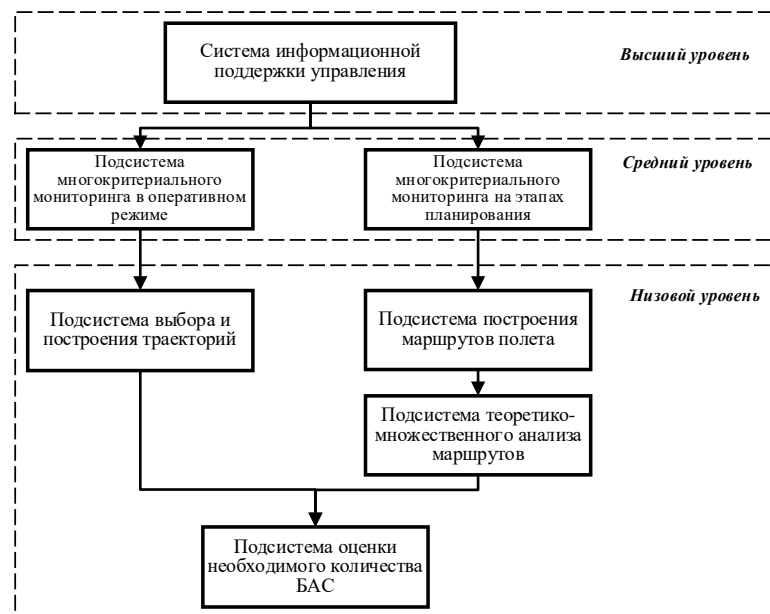 Система информационной
поддержки управления
Высший уровень
Подсистема
многокритериального
мониторинга в оперативном
режиме
Подсистема
многокритериального
мониторинга на этапах
планирования
Средний уровень
Низовой уровень
Подсистема выбора и
построения траекторий
Подсистема построения
маршрутов полета
Подсистема теоретико-
множественного анализа
маршрутов
Подсистема оценки
необходимого количества
БАС